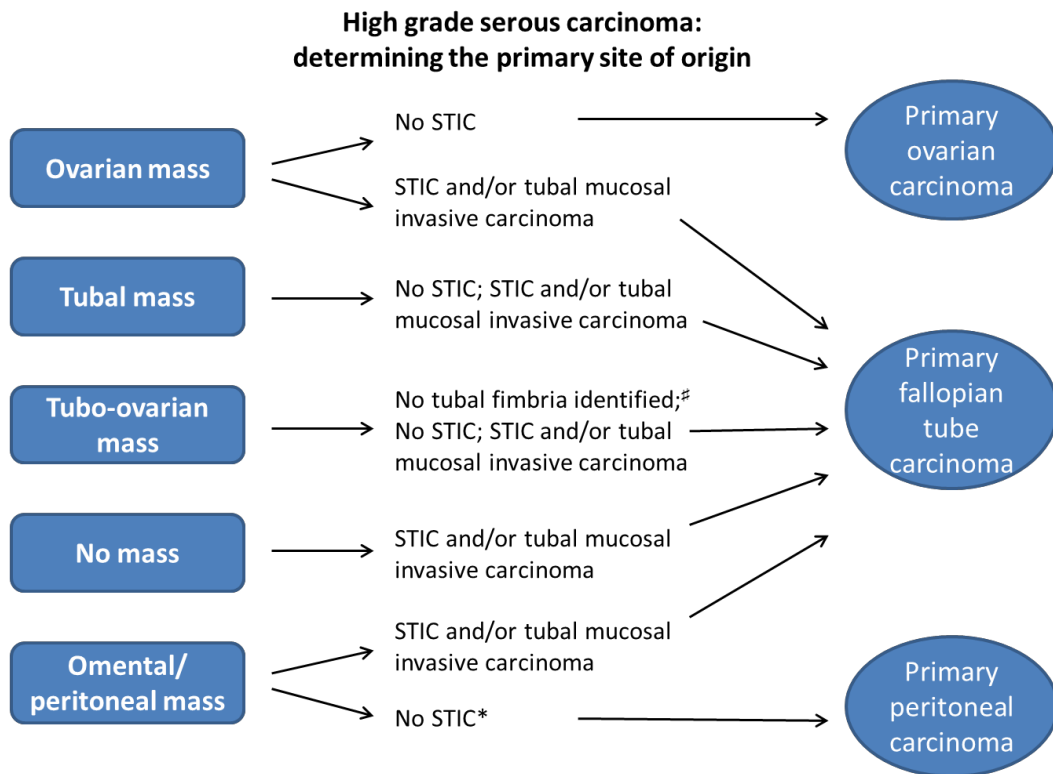 High grade serous carcinoma:
determining the primary site of origin
Ovarian mass
No STIC
Primary
ovarian
carcinoma
STIC and/or tubal mucosal
invasive carcinoma
Tubal mass
No STIC; STIC and/or tubal
mucosal invasive carcinoma
Tubo-ovarian
mass
No tubal fimbria identified;♯
No STIC; STIC and/or tubal
mucosal invasive carcinoma
Primary
fallopian
tube
carcinoma
No mass
STIC and/or tubal mucosal
invasive carcinoma
Omental/
peritoneal mass
STIC and/or tubal mucosal
invasive carcinoma
No STIC*
Primary
peritoneal
carcinoma